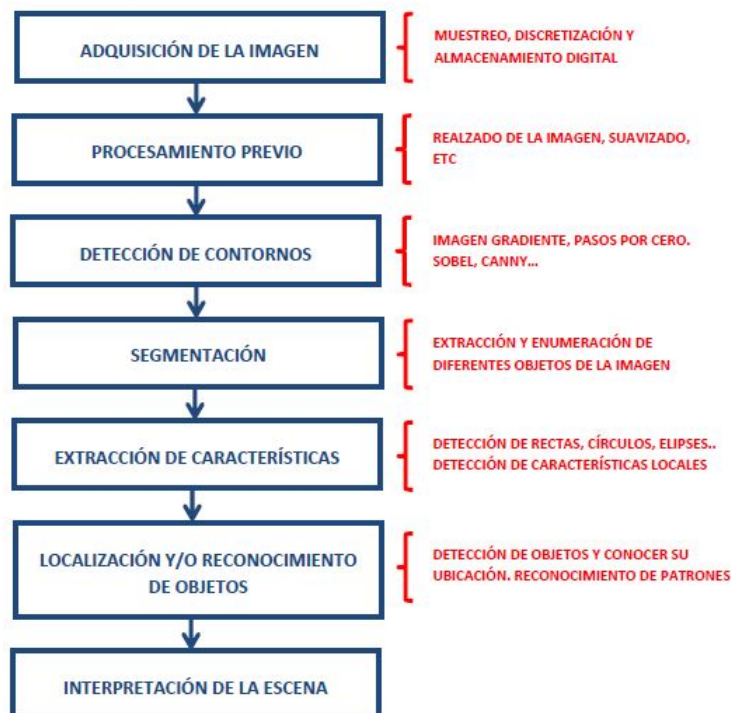 ADQUISICIÓN DE LA IMAGEN
MUESTREO, DISCRETIZACIÓN Y
ALMACENAMIENTO DIGITAL
PROCESAMIENTO PREVIO
REALZADO DE LA IMAGEN, SUAVIZADO,
ETC
DETECCIÓN DE CONTORNOS
IMAGEN GRADIENTE, PASOS POR CERO.
SOBEL, CANNY...
SEGMENTACIÓN
EXTRACCIÓN Y ENUMERACIÓN DE
DIFERENTES OBJETOS DE LA IMAGEN
EXTRACCIÓN DE CARACTERÍSTICAS
DETECCIÓN DE RECTAS, CÍRCULOS, ELIPSES..
DETECCIÓN DE CARACTERÍSTICAS LOCALES
LOCALIZACIÓN Y/O RECONOCIMIENTO
DE OBJETOS
DETECCIÓN DE OBJETOS Y CONOCER SU
UBICACIÓN. RECONOCIMIENTO DE PATRONES
INTERPRETACIÓN DE LA ESCENA